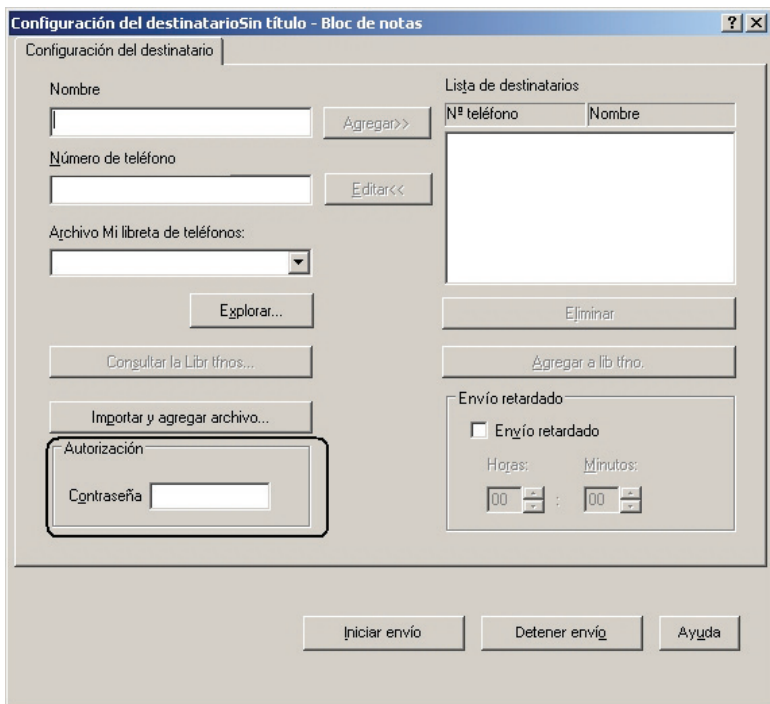 Configuración del destinatarioSin título - Bloc de notas
Configuración del destinatario
Nombre
Agregar>>
Número de teléfono
Editar<<
Archivo Mi libreta de teléfonos:
Explorar...
Consultar la Libr tfnos...
Importar y agregar archivo...
Autorización
Contraseña
Lista de destinatarios
Nº teléfono Nombre
Eliminar
Agregar a lib tfno.
Envío retardado
Envío retardado
Horas: Minutos:
00 : 00
Iniciar envío Detener envío Ayuda